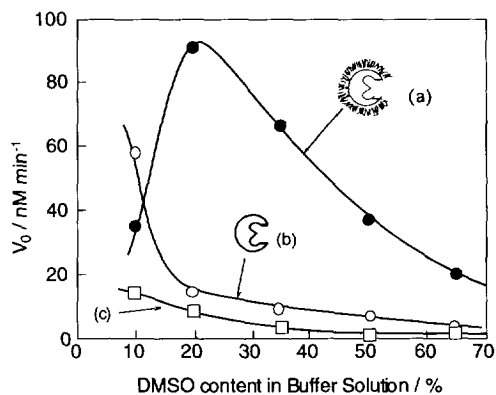 100
80
60
40
20
0
V₀ / nM min⁻¹
(a)
(b)
(c)
0 10 20 30 40 50 60 70
DMSO content in Buffer Solution / %